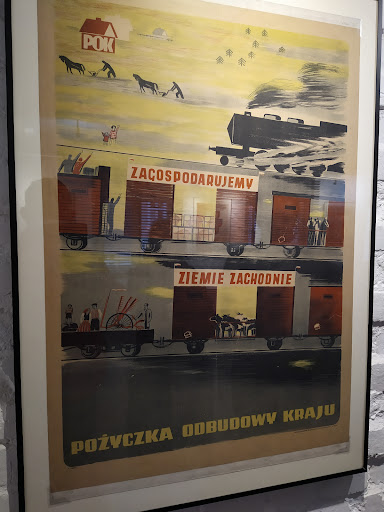 POK
ZAGOSPODARUJEMY
ZIEMIE ZACHODNIE
POŻYCZKA ODBUDOWY KRAJU